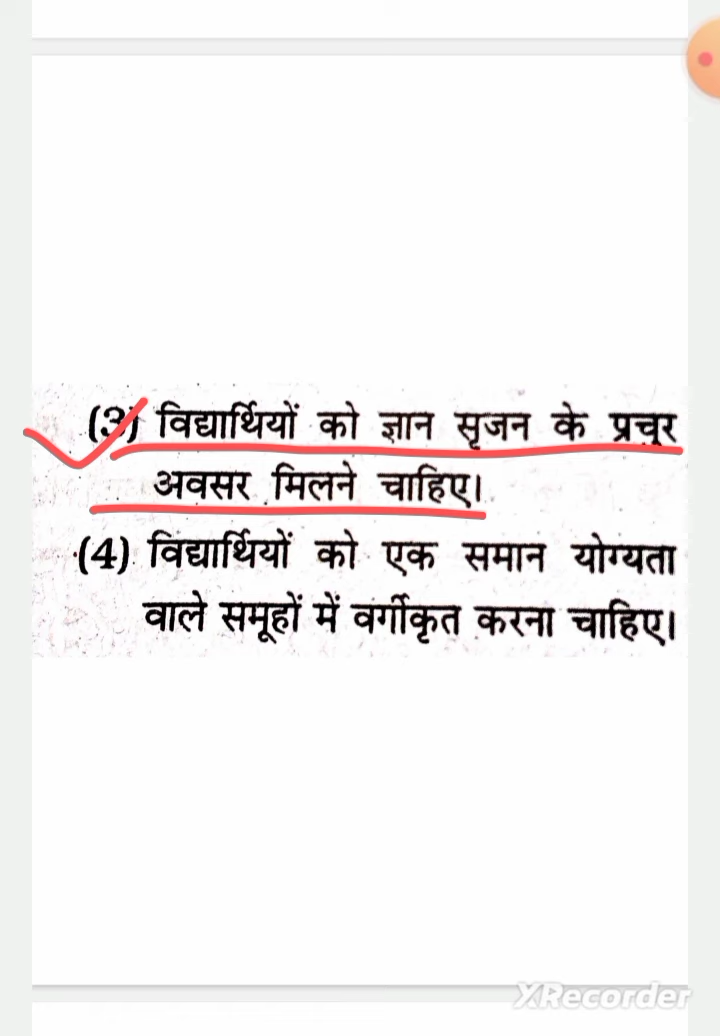 (3) विद्यार्थियों को ज्ञान सृजन के प्रचुर
अवसर मिलने चाहिए।
(4) विद्यार्थियों को एक समान योग्यता
वाले समूहों में वर्गीकृत करना चाहिए।
XRecorder